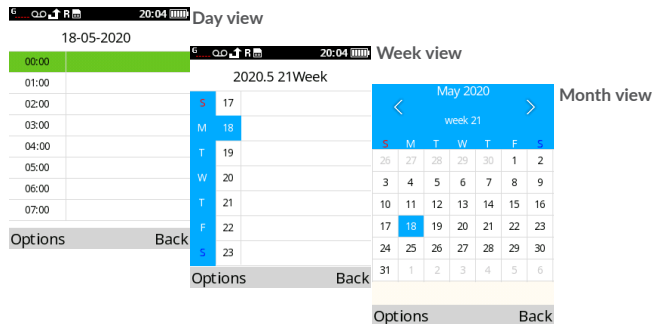 G R 20:04
Day view
18-05-2020
00:00
01:00
02:00
03:00
04:00
05:00
06:00
07:00
Options Back
G R 20:04
Week view
2020.5 21Week
S 17
M 18
T 19
W 20
T 21
F 22
S 23
Options Back
Month view
May 2020
week 21
S M T W T F S
26 27 28 29 30 1 2
3 4 5 6 7 8 9
10 11 12 13 14 15 16
17 18 19 20 21 22 23
24 25 26 27 28 29 30
31 1 2 3 4 5 6
Options Back